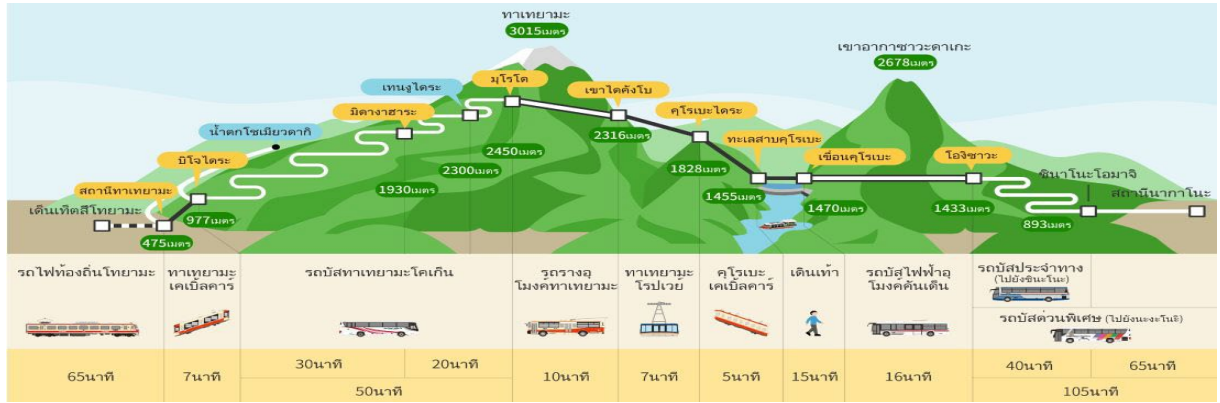 ทาเทยามะ
3015เมตร
เขาอากาซาวะดาเกะ
2678เมตร
เทนงูไดระ
มุโรโด
เขาไดคังโบ
มิดางาฮาระ
คุโรเบะไดระ
น้ำตกโชเมียวดากิ
2316เมตร
ทะเลสาบคุโรเบะ
บิโจไดระ
2450เมตร
1828เมตร
เขื่อนคุโรเบะ
โอกิซาวะ
2300เมตร
ชินาโนะโอมาจิ
สถานีทาเทยามะ
1930เมตร
1455เมตร
สถานีนากาโนะ
เด็นเท็ตสึโทยามะ
977เมตร
1470เมตร
1433เมตร
893เมตร
475เมตร
รถไฟท้องถิ่นโทยามะ
ทาเทยามะ
เคเบิ้ลคาร์
รถบัสทาเทยามะโคเก็น
รถรางอุ
โมงค์ทาเทยามะ
ทาเทยามะ
โรปเวย์
คุโรเบะ
เคเบิ้ลคาร์
เดินเท้า
รถบัสไฟฟ้าอุ
โมงค์คันเด็น
รถบัสประจำทาง
(ไปยังชินะโนะ)
รถบัสด่วนพิเศษ (ไปยังนะงะโนะ)
65นาที
7นาที
30นาที
20นาที
50นาที
10นาที
7นาที
5นาที
15นาที
16นาที
40นาที
65นาที
105นาที